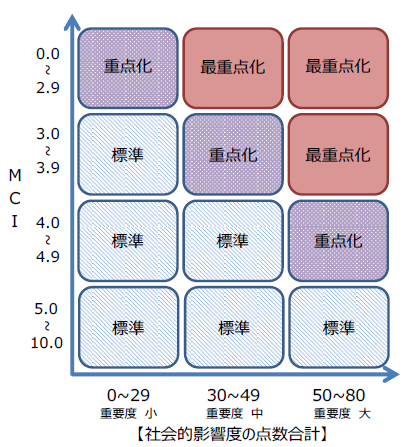 0.0
~
2.9
重点化
最重点化
最重点化
3.0
~
3.9
標準
重点化
最重点化
MCI
4.0
~
4.9
標準
標準
重点化
5.0
~
10.0
標準
標準
標準
0~29
30~49
50~80
重要度 小
重要度 中
重要度 大
【社会的影響度の点数合計】